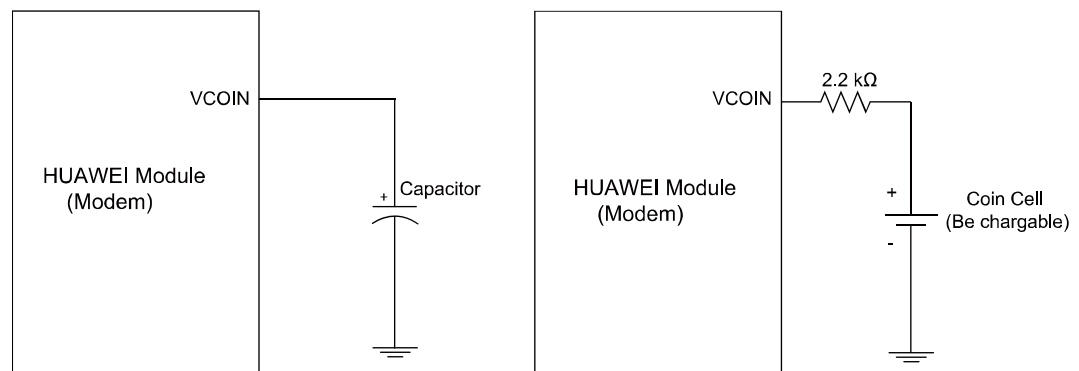 VCOIN
HUAWEI Module
(Modem)
+
Capacitor
2.2 kΩ
VCOIN
HUAWEI Module
(Modem)
+
-
Coin Cell
(Be chargable)